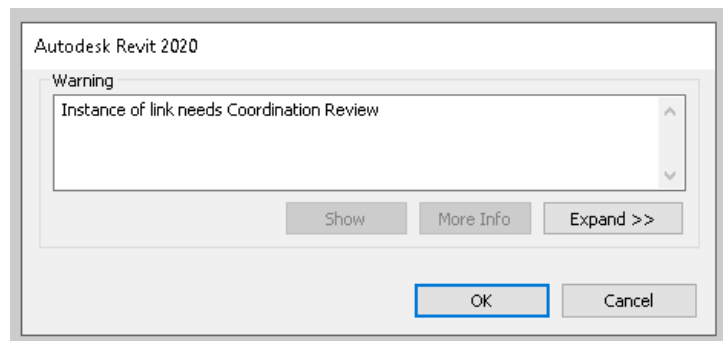 Autodesk Revit 2020
Warning
Instance of link needs Coordination Review
Show More Info Expand >>
OK Cancel